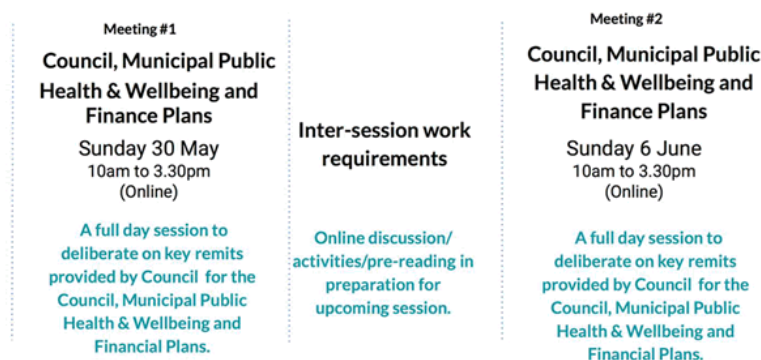 Meeting #1
Council, Municipal Public
Health & Wellbeing and
Finance Plans
Sunday 30 May
10am to 3.30pm
(Online)
A full day session to
deliberate on key remits
provided by Council for the
Council, Municipal Public
Health & Wellbeing and
Financial Plans.
Inter-session work
requirements
Online discussion/
activities/pre-reading in
preparation for
upcoming session.
Meeting #2
Council, Municipal Public
Health & Wellbeing and
Finance Plans
Sunday 6 June
10am to 3.30pm
(Online)
A full day session to
deliberate on key remits
provided by Council for the
Council, Municipal Public
Health & Wellbeing and
Financial Plans.